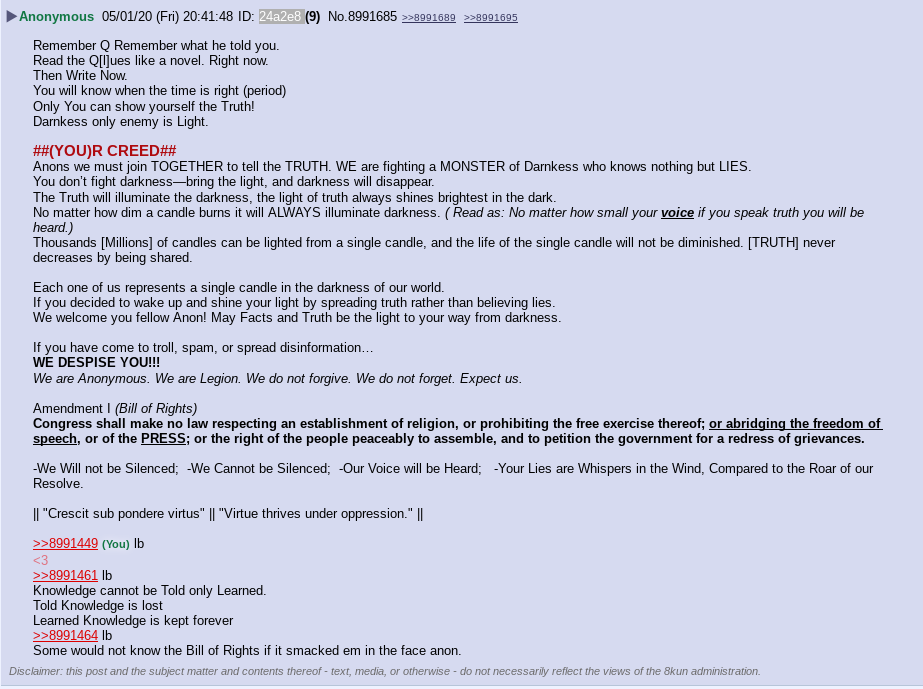 ▶Anonymous 05/01/20 (Fri) 20:41:48 ID: 24a2e8 (9) No.8991685 >>8991689 >>8991695
Remember Q Remember what he told you.
Read the Q[l]ues like a novel. Right now.
Then Write Now.
You will know when the time is right (period)
Only You can show yourself the Truth!
Darnkess only enemy is Light.
##(YOU)R CREED##
Anons we must join TOGETHER to tell the TRUTH. WE are fighting a MONSTER of Darnkess who knows nothing but LIES.
You don't fight darkness—bring the light, and darkness will disappear.
The Truth will illuminate the darkness, the light of truth always shines brightest in the dark.
No matter how dim a candle burns it will ALWAYS illuminate darkness. ( Read as: No matter how small your voice if you speak truth you will be
heard.)
Thousands [Millions] of candles can be lighted from a single candle, and the life of the single candle will not be diminished. [TRUTH] never
decreases by being shared.
Each one of us represents a single candle in the darkness of our world.
If you decided to wake up and shine your light by spreading truth rather than believing lies.
We welcome you fellow Anon! May Facts and Truth be the light to your way from darkness.
If you have come to troll, spam, or spread disinformation…
WE DESPISE YOU!!!
We are Anonymous. We are Legion. We do not forgive. We do not forget. Expect us.
Amendment I (Bill of Rights)
Congress shall make no law respecting an establishment of religion, or prohibiting the free exercise thereof; or abridging the freedom of
speech, or of the PRESS; or the right of the people peaceably to assemble, and to petition the government for a redress of grievances.
-We Will not be Silenced; -We Cannot be Silenced; -Our Voice will be Heard; -Your Lies are Whispers in the Wind, Compared to the Roar of our
Resolve.
|| "Crescit sub pondere virtus" || "Virtue thrives under oppression." ||
>>8991449 (You) lb
<3
>>8991461 lb
Knowledge cannot be Told only Learned.
Told Knowledge is lost
Learned Knowledge is kept forever
>>8991464 lb
Some would not know the Bill of Rights if it smacked em in the face anon.
Disclaimer: this post and the subject matter and contents thereof - text, media, or otherwise - do not necessarily reflect the views of the 8kun administration.